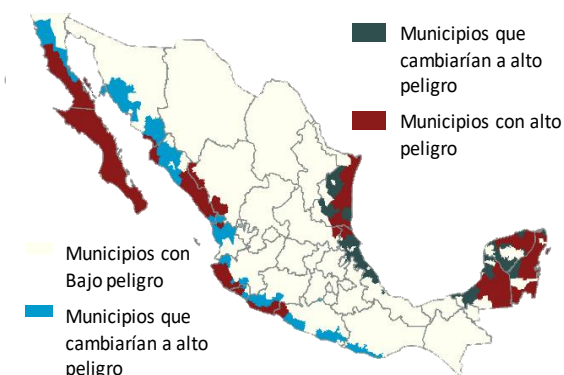 Municipios que
cambiarían a alto
peligro
Municipios con alto
peligro
Municipios con
Bajo peligro
Municipios que
cambiarían a alto
peligro